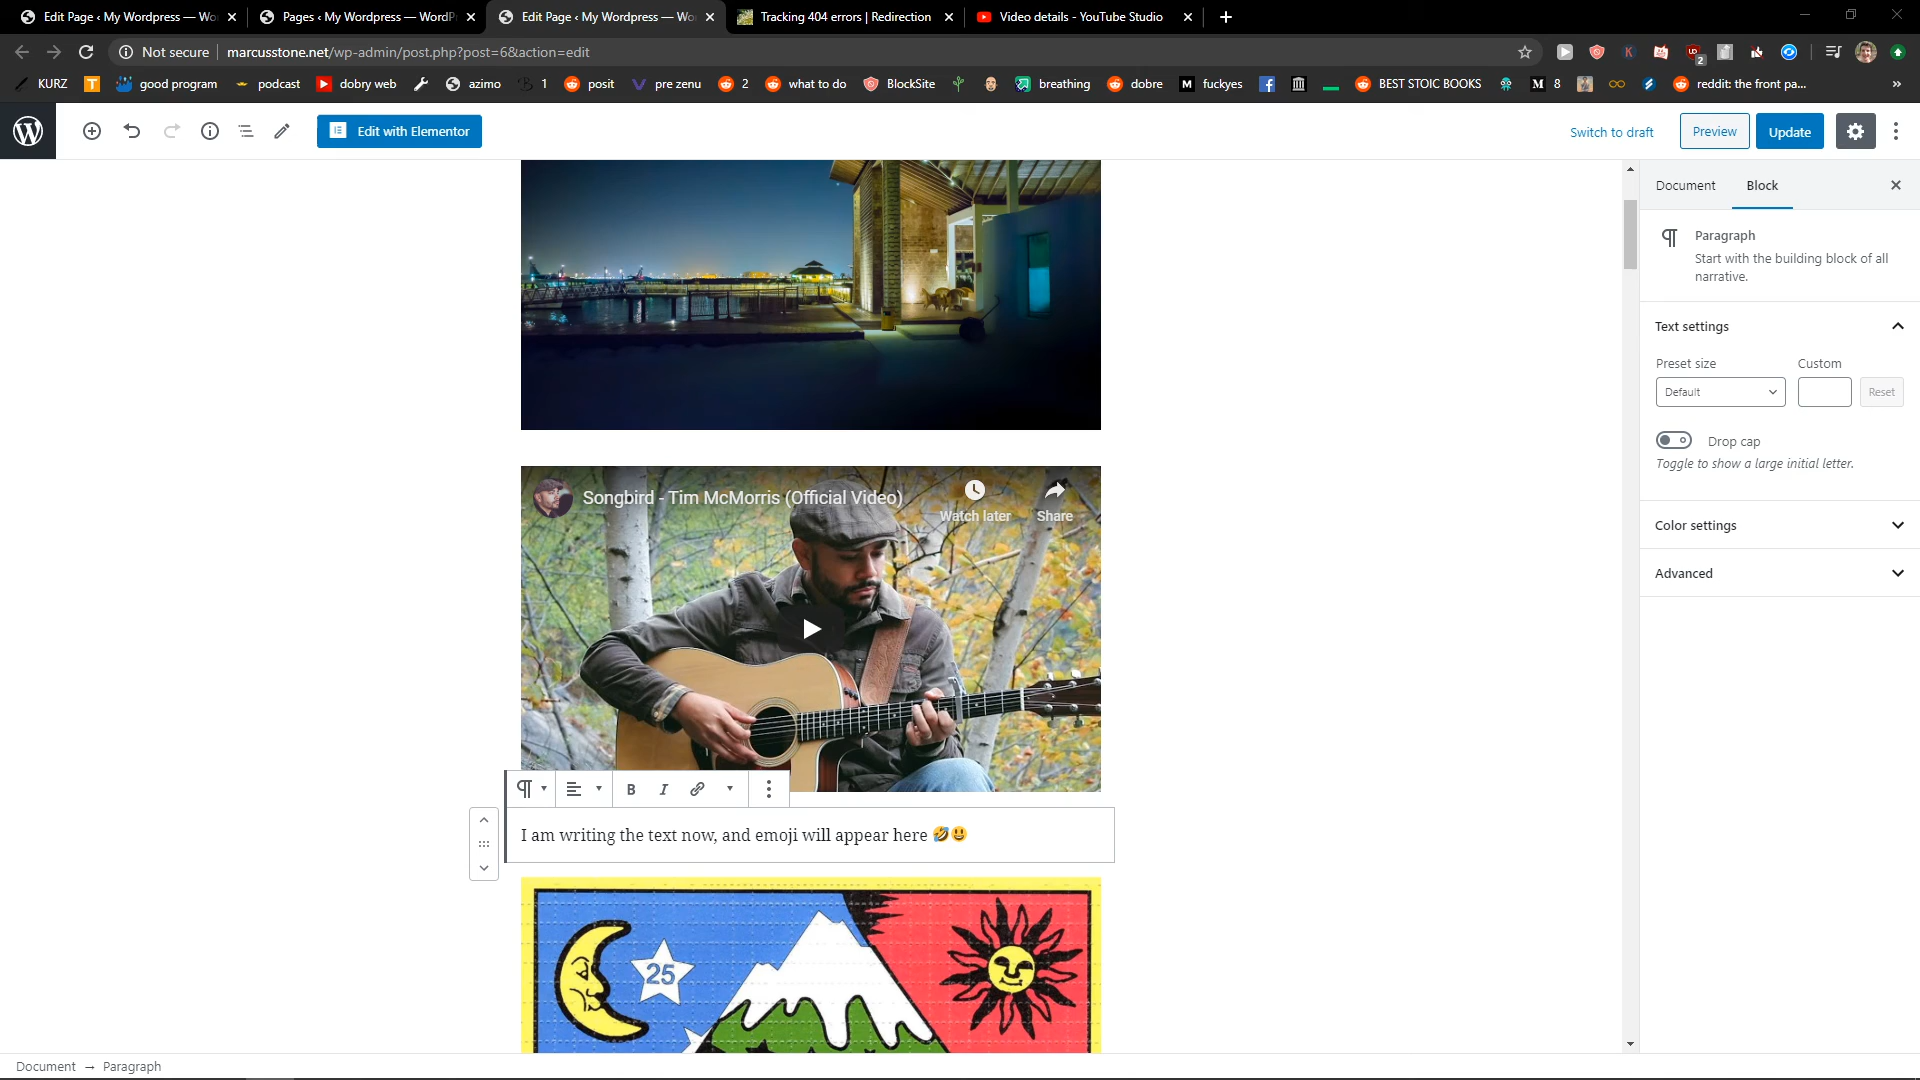 Edit Page ‹ My Wordpress — Wo
Pages ‹ My Wordpress — WordP
Edit Page ‹ My Wordpress — Wo
Tracking 404 errors | Redirection
Video details - YouTube Studio
Not secure
marcusstone.net/wp-admin/post.php?post=6&action=edit
KURZ
good program
podcast
dobry web
azimo
1
posit
pre zenu
2
what to do
BlockSite
breathing
dobre
fuckyes
BEST STOIC BOOKS
8
reddit: the front pa...
Edit with Elementor
Switch to draft
Preview
Update
Document
Block
Paragraph
Start with the building block of all
narrative.
Text settings
Preset size
Custom
Default
Reset
Drop cap
Toggle to show a large initial letter.
Color settings
Advanced
Songbird - Tim McMorris (Official Video)
Watch later
Share
B
I
I am writing the text now, and emoji will appear here 🤣😃
25
Document → Paragraph